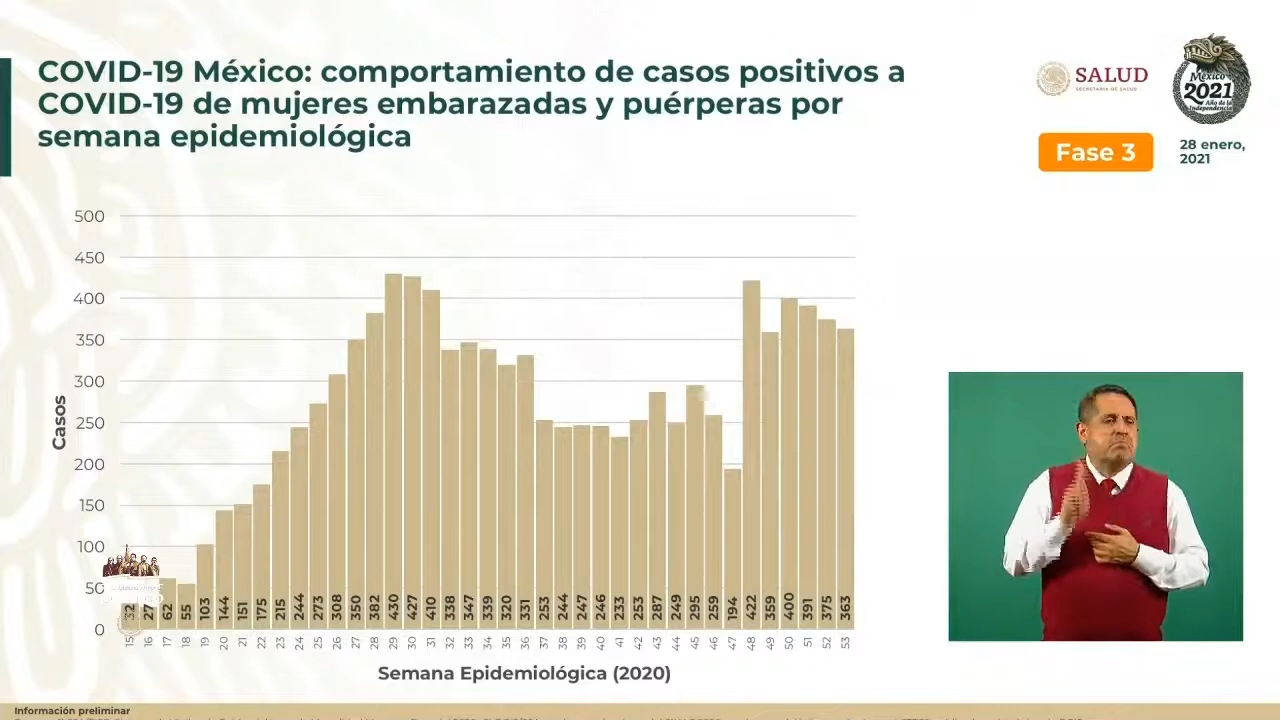 COVID-19 México: comportamiento de casos positivos a
COVID-19 de mujeres embarazadas y puérperas por
semana epidemiológica
SALUD
SECRETARÍA DE SALUD
México
2021
Año de la
Independencia
Fase 3
28 enero,
2021
500
450
400
350
300
250
200
150
100
50
0
Casos
32 27 62 55 103 144 151 175 215 244 273 308 350 382 430 427 410 338 347 339 320 331 253 244 247 246 233 253 287 249 295 259 194 422 359 400 391 375 363
15 16 17 18 19 20 21 22 23 24 25 26 27 28 29 30 31 32 33 34 35 36 37 38 39 40 41 42 43 44 45 46 47 48 49 50 51 52 53
Semana Epidemiológica (2020)
Información preliminar